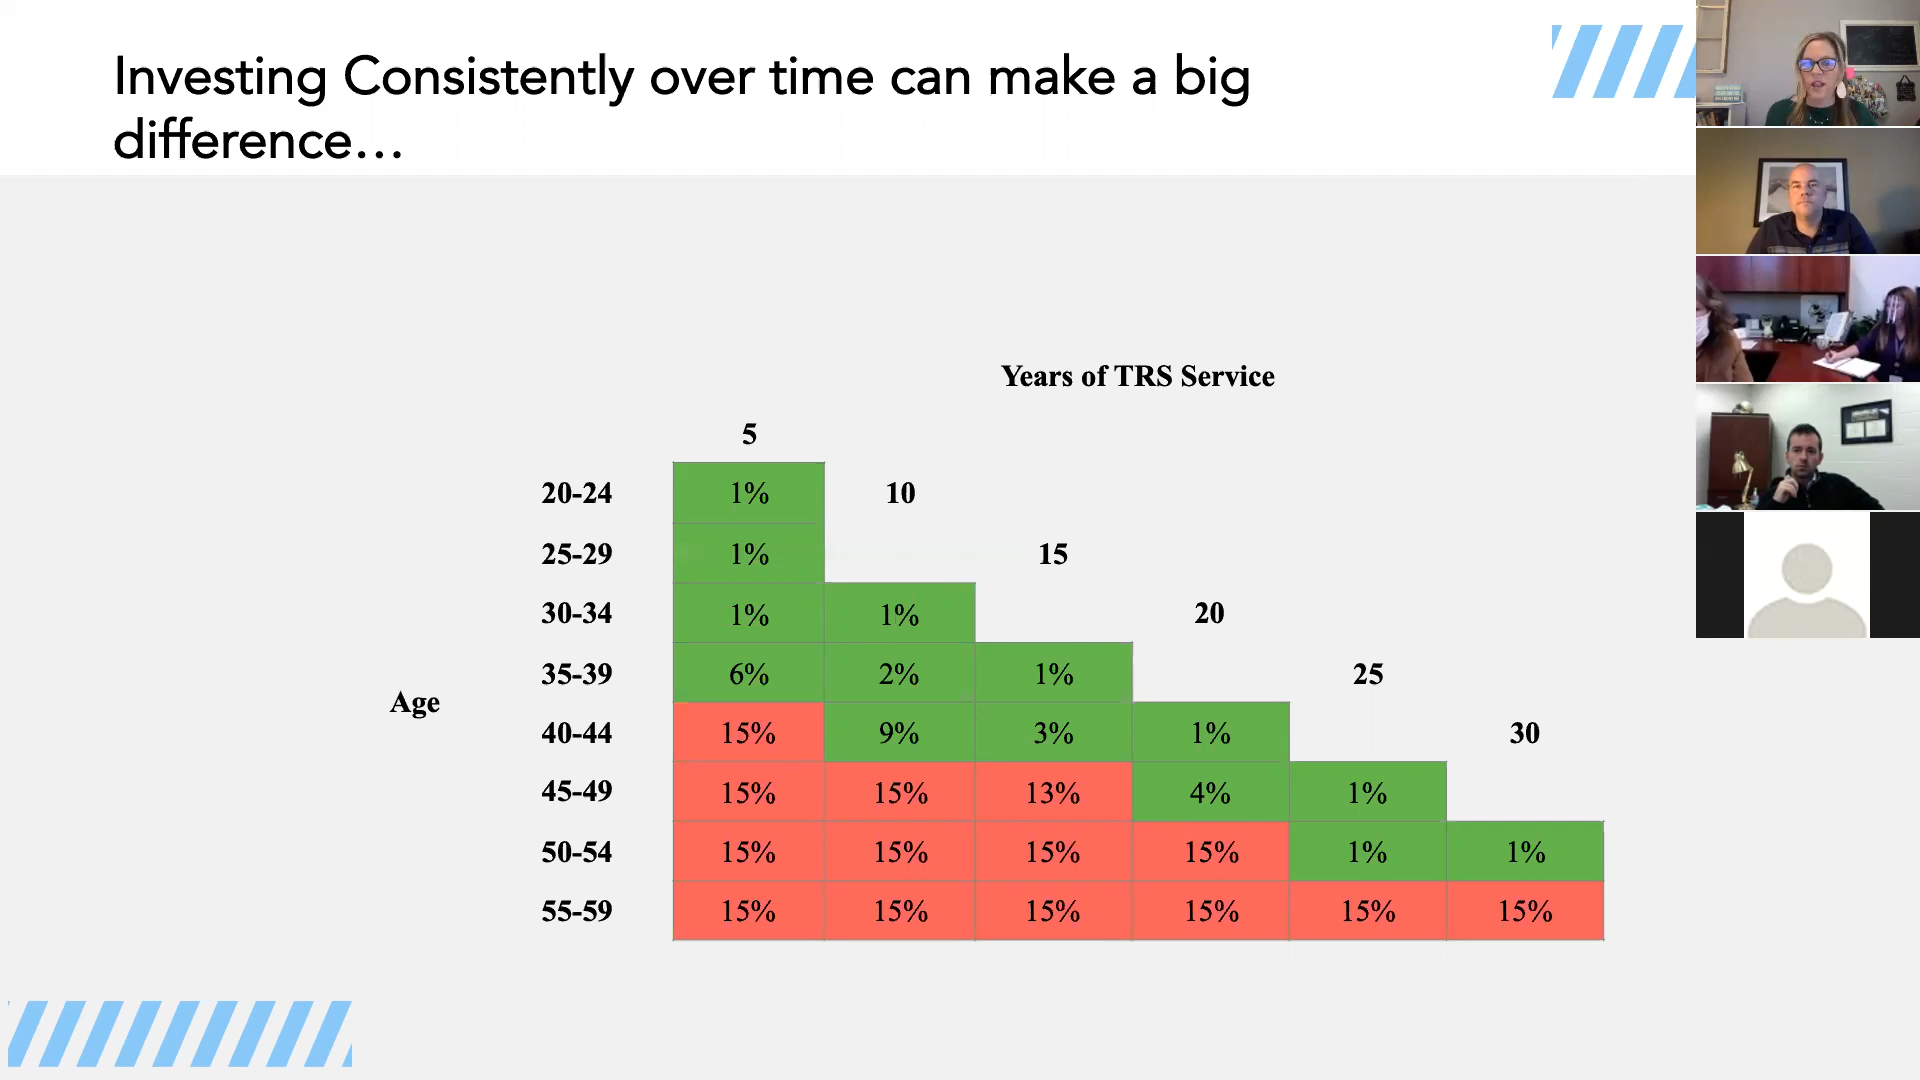 Investing Consistently over time can make a big
difference…
Years of TRS Service
5
20-24 1% 10
25-29 1% 15
30-34 1% 1% 20
35-39 6% 2% 1% 25
Age
40-44 15% 9% 3% 1% 30
45-49 15% 15% 13% 4% 1%
50-54 15% 15% 15% 15% 1% 1%
55-59 15% 15% 15% 15% 15% 15%